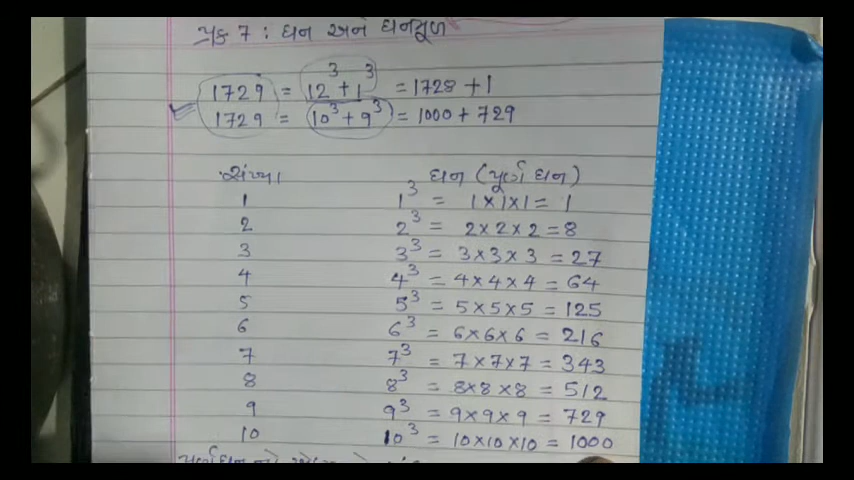 પ્રક 7 : ઘન અને ઘનમૂળ
1729 = 12³ + 1³ = 1728 + 1
1729 = 10³ + 9³ = 1000 + 729
સંખ્યા ઘન (પૂર્ણ ઘન)
1 1³ = 1×1×1 = 1
2 2³ = 2×2×2 = 8
3 3³ = 3×3×3 = 27
4 4³ = 4×4×4 = 64
5 5³ = 5×5×5 = 125
6 6³ = 6×6×6 = 216
7 7³ = 7×7×7 = 343
8 8³ = 8×8×8 = 512
9 9³ = 9×9×9 = 729
10 10³ = 10×10×10 = 1000